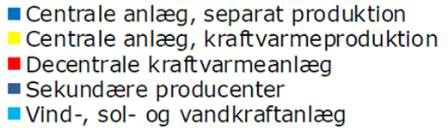 Centrale anlæg, separat produktion
Centrale anlæg, kraftvarmeproduktion
Decentrale kraftvarmeanlæg
Sekundære producenter
Vind-, sol- og vandkraftanlæg